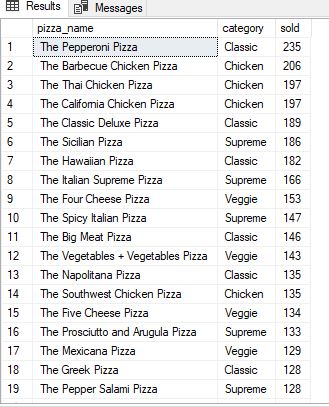 Results Messages
pizza_name category sold
1 The Pepperoni Pizza Classic 235
2 The Barbecue Chicken Pizza Chicken 206
3 The Thai Chicken Pizza Chicken 197
4 The California Chicken Pizza Chicken 197
5 The Classic Deluxe Pizza Classic 189
6 The Sicilian Pizza Supreme 186
7 The Hawaiian Pizza Classic 182
8 The Italian Supreme Pizza Supreme 166
9 The Four Cheese Pizza Veggie 153
10 The Spicy Italian Pizza Supreme 147
11 The Big Meat Pizza Classic 146
12 The Vegetables + Vegetables Pizza Veggie 143
13 The Napolitana Pizza Classic 135
14 The Southwest Chicken Pizza Chicken 135
15 The Five Cheese Pizza Veggie 134
16 The Prosciutto and Arugula Pizza Supreme 133
17 The Mexicana Pizza Veggie 129
18 The Greek Pizza Classic 128
19 The Pepper Salami Pizza Supreme 128